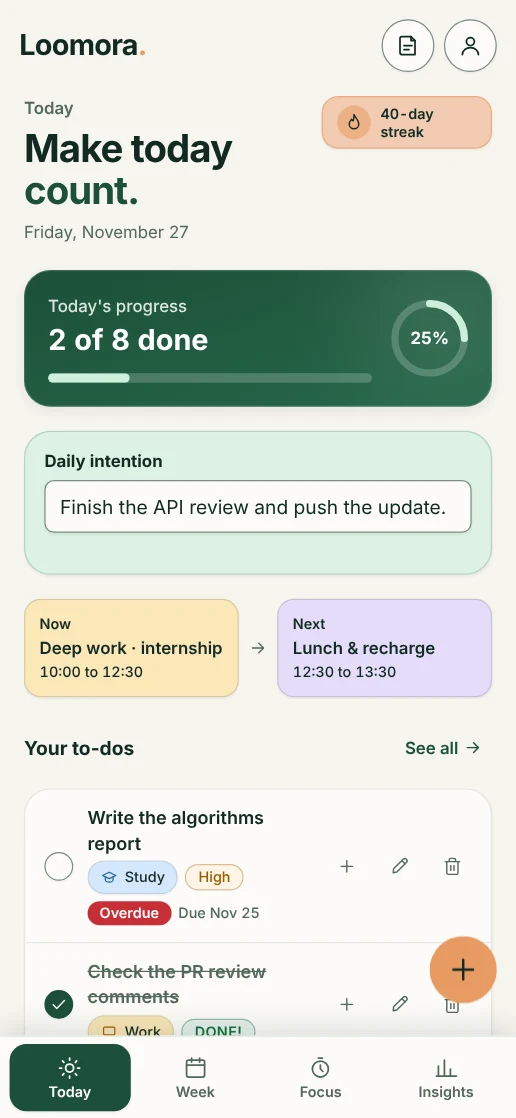 Loomora.
Today
Make today
count.
Friday, November 27
40-day
streak
Today's progress
2 of 8 done
25%
Daily intention
Finish the API review and push the update.
Now
Deep work · internship
10:00 to 12:30
→
Next
Lunch & recharge
12:30 to 13:30
Your to-dos
See all →
Write the algorithms
report
Study
High
Overdue
Due Nov 25
Check the PR review
comments
Work
DONE!
Today
Week
Focus
Insights